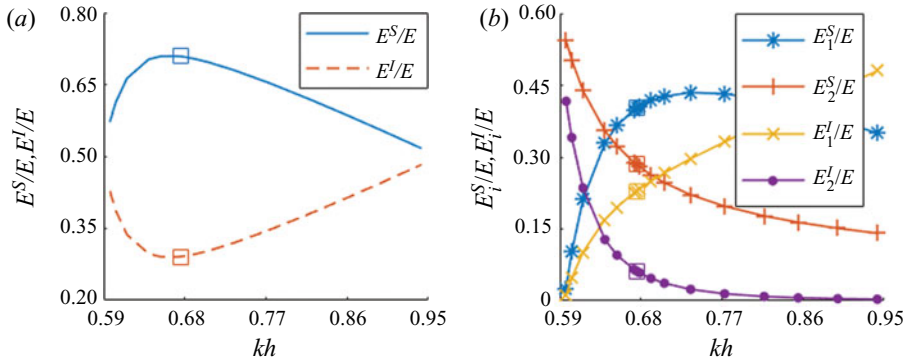 (a)
0.80
0.65
0.50
0.35
0.20
E^S/E, E^I/E
E^S/E
E^I/E
0.59 0.68 0.77 0.86 0.95
kh
(b)
0.60
0.45
0.30
0.15
0
E_i^S/E, E_i^I/E
E_1^S/E
E_2^S/E
E_1^I/E
E_2^I/E
0.59 0.68 0.77 0.86 0.95
kh